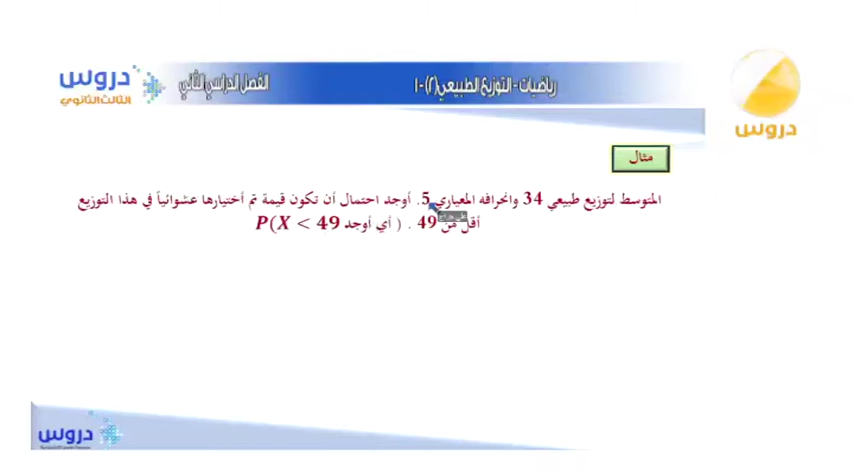 دروس
الثالث الثانوي
الفصل الدراسي الثاني
رياضيات - التوزيع الطبيعي(٢) - ١
دروس
مثال
المتوسط لتوزيع طبيعي 34 وانحرافه المعياري 5. أوجد احتمال أن تكون قيمة تم أختيارها عشوائياً في هذا التوزيع
أقل من 49 . ( أي أوجد P(X < 49
دروس